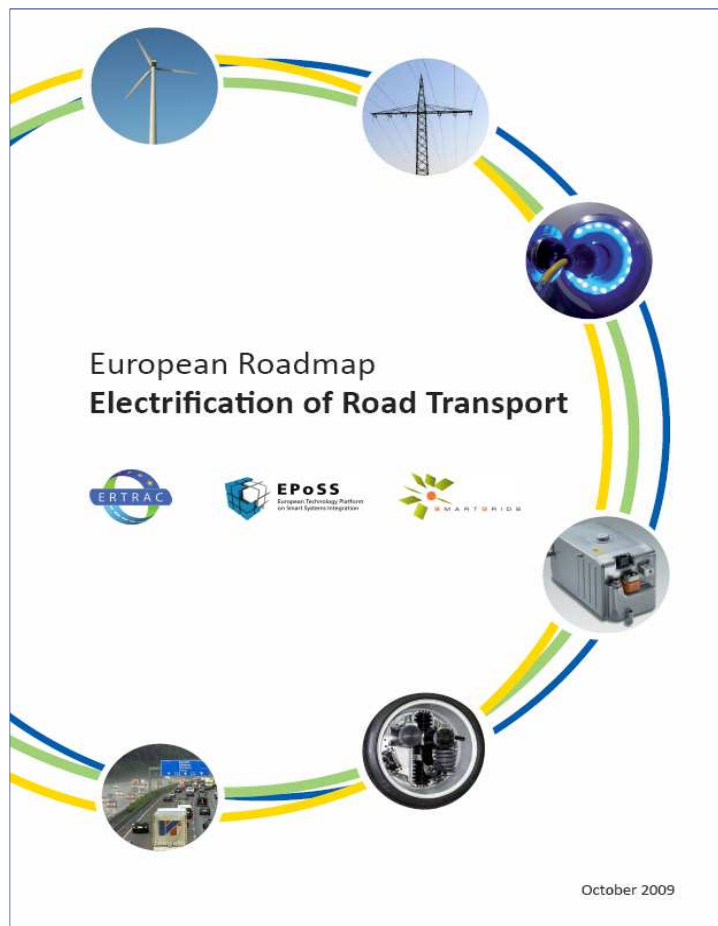 European Roadmap
Electrification of Road Transport
ERTRAC
EPoSS
European Technology Platform
on Smart Systems Integration
SMARTGRIDS
October 2009